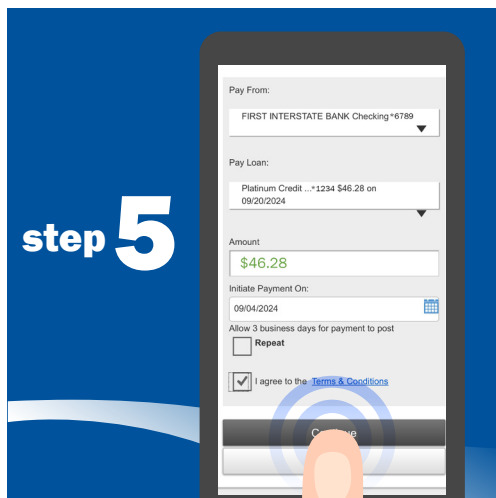 step 5
Pay From:
FIRST INTERSTATE BANK Checking *6789
Pay Loan:
Platinum Credit ...*1234 $46.28 on
09/20/2024
Amount
$46.28
Initiate Payment On:
09/04/2024
Allow 3 business days for payment to post
Repeat
I agree to the Terms & Conditions